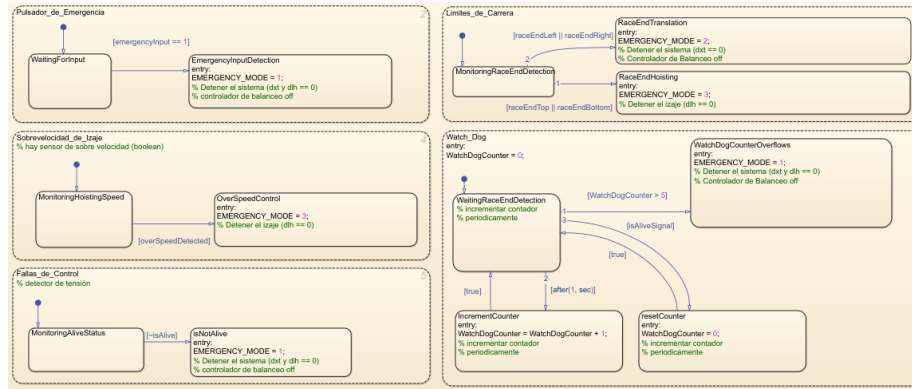 Pulsador_de_Emergencia
2
WaitingForInput
[emergencyInput == 1]
EmergencyInputDetection
entry:
EMERGENCY_MODE = 1;
% Detener el sistema (dxt y dlh == 0)
% controlador de balanceo off
Limites_de_Carrera
MonitoringRaceEndDetection
[raceEndLeft || raceEndRight]
2
RaceEndTranslation
entry:
EMERGENCY_MODE = 2;
% Detener el sistema (dxt == 0)
% Controlador de Balanceo off
1
[raceEndTop || raceEndBottom]
RaceEndHoisting
entry:
EMERGENCY_MODE = 3;
% Detener el izaje (dlh == 0)
Sobrevelocidad_de_Izaje
4
% hay sensor de sobre velocidad (boolean)
MonitoringHoistingSpeed
[overSpeedDetected]
OverSpeedControl
entry:
EMERGENCY_MODE = 3;
% Detener el izaje (dlh == 0)
Fallas_de_Control
5
% detector de tensión
MonitoringAliveStatus
[~isAlive]
isNotAlive
entry:
EMERGENCY_MODE = 1;
% Detener el sistema (dxt y dlh == 0)
% controlador de balanceo off
Watch_Dog
entry:
WatchDogCounter = 0;
WaitingRaceEndDetection
% incrementar contador
% periodicamente
1
[WatchDogCounter > 5]
WatchDogCounterOverflows
entry:
EMERGENCY_MODE = 1;
% Detener el sistema (dxt y dlh == 0)
% Controlador de Balanceo off
3
[isAliveSignal]
[true]
2
[true]
[after(1, sec)]
IncrementCounter
entry:
WatchDogCounter = WatchDogCounter + 1;
% incrementar contador
% periodicamente
resetCounter
entry:
WatchDogCounter = 0;
% incrementar contador
% periodicamente